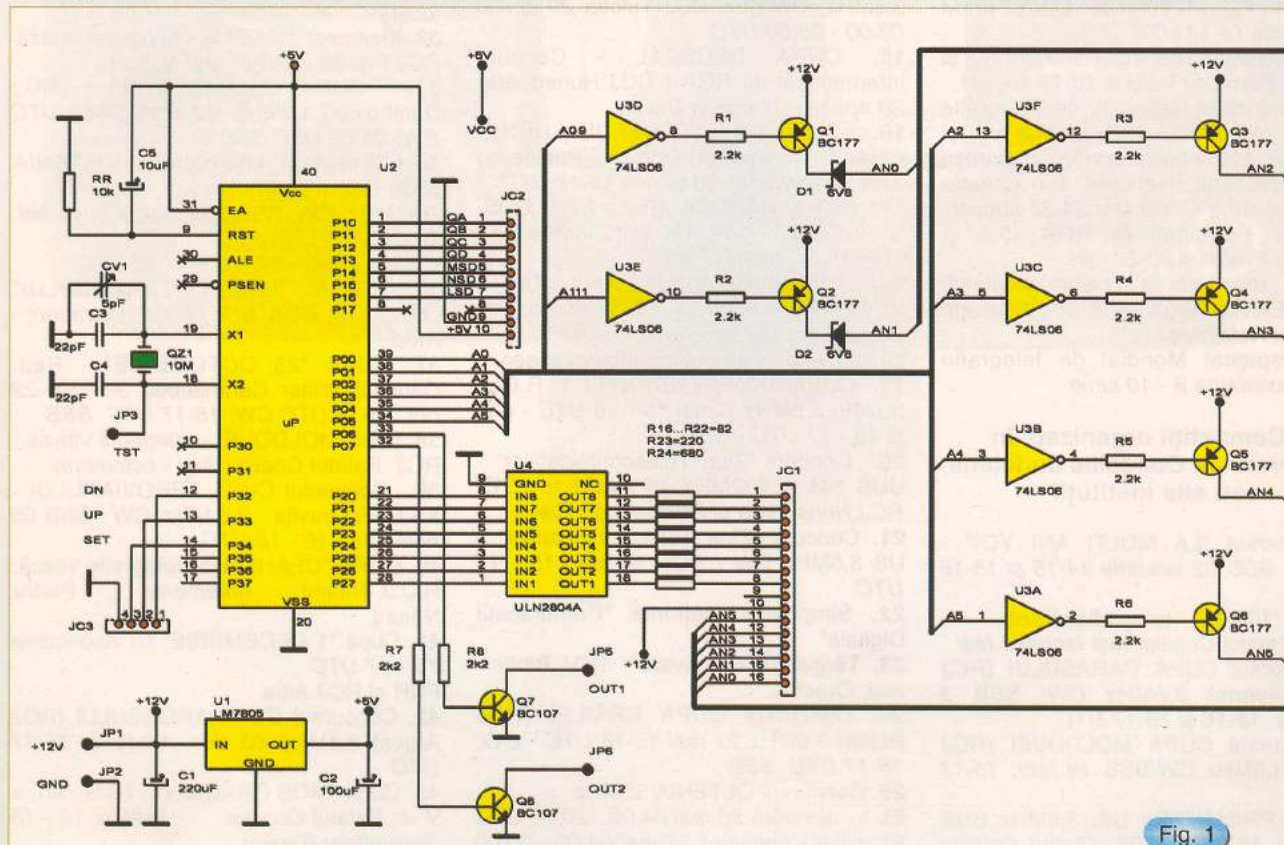 +5V
+5V
+12V
+12V
C5
10uF
VCC
U3D
A0 9
8
R1
2.2k
74LS06
Q1
BC177
D1
6V8
AN0
U3F
A2 13
12
R3
2.2k
74LS06
Q3
BC177
AN2
RR
10k
40
Vcc
U2
31
EA
9
RST
30
ALE
29
PSEN
CV1
5pF
C3
22pF
19
X1
QZ1
10M
C4
22pF
18
X2
JP3
TST
uP
P10 1 QA 1
P11 2 QB 2
P12 3 QC 3
P13 4 QD 4
P14 5 MSD 5
P15 6 NSD 6
P16 7 LSD 7
P17 8 8
GND 9
+5V 10
JC2
P00 39 A0
P01 38 A1
P02 37 A2
P03 36 A3
P04 35 A4
P05 34 A5
P06 33
P07 32
+12V
U3E
A1 11
10
R2
2.2k
74LS06
Q2
BC177
D2
6V8
AN1
+12V
U3C
A3 5
6
R4
2.2k
74LS06
Q4
BC177
AN3
10 P30
11 P31
DN 12 P32
UP 13 P33
SET 14 P34
15 P35
16 P36
17 P37
P20 21
P21 22
P22 23
P23 24
P24 25
P25 26
P26 27
P27 28
VSS
20
JC3
4 3 2 1
R16...R22=82
R23=220
R24=680
U4
9 GND NC 10
8 IN8 OUT8 11
7 IN7 OUT7 12
6 IN6 OUT6 13
5 IN5 OUT5 14
4 IN4 OUT4 15
3 IN3 OUT3 16
2 IN2 OUT2 17
1 IN1 OUT1 18
ULN2804A
JC1
1
2
3
4
5
6
7
8
9
10
AN5 11
AN4 12
AN3 13
AN2 14
AN1 15
AN0 16
+12V
+12V
U3B
A4 3
4
R5
2.2k
74LS06
Q5
BC177
AN4
+12V
U3A
A5 1
2
R6
2.2k
74LS06
Q6
BC177
AN5
R7
2k2
R8
2k2
JP5
OUT1
Q7
BC107
JP6
OUT2
Q8
BC107
+12V
JP1
+12V
U1
LM7805
IN OUT
GND
+5V
GND
JP2
C1
220uF
C2
100uF
Fig. 1